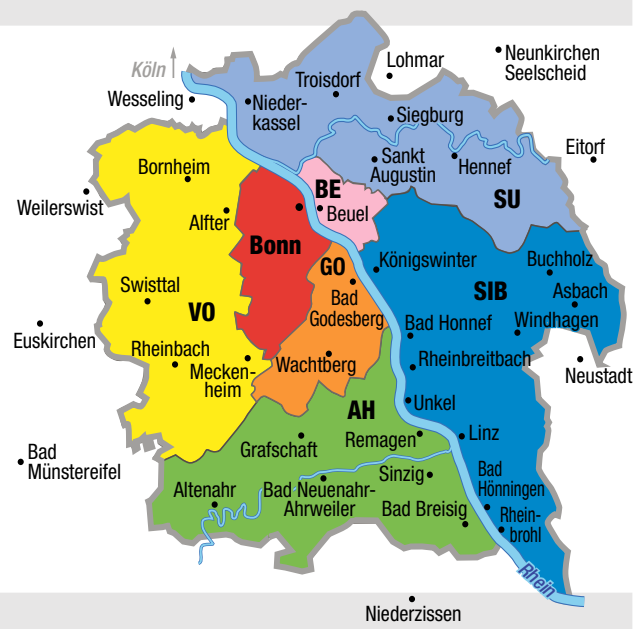 Köln
Lohmar
Neunkirchen
Seelscheid
Troisdorf
Wesseling
Nieder-
kassel
Siegburg
Eitorf
Bornheim
Sankt
Augustin
Hennef
BE
SU
Weilerswist
Alfter
Beuel
Bonn
GO
Königswinter
Buchholz
Swisttal
Bad
Godesberg
SIB
Asbach
VO
Windhagen
Euskirchen
Bad Honnef
Rheinbach
Wachtberg
Rheinbreitbach
Neustadt
Mecken-
heim
AH
Unkel
Grafschaft
Remagen
Linz
Bad
Münstereifel
Sinzig
Bad
Hönningen
Altenahr
Bad Neuenahr-
Ahrweiler
Bad Breisig
Rhein-
brohl
Rhein
Niederzissen